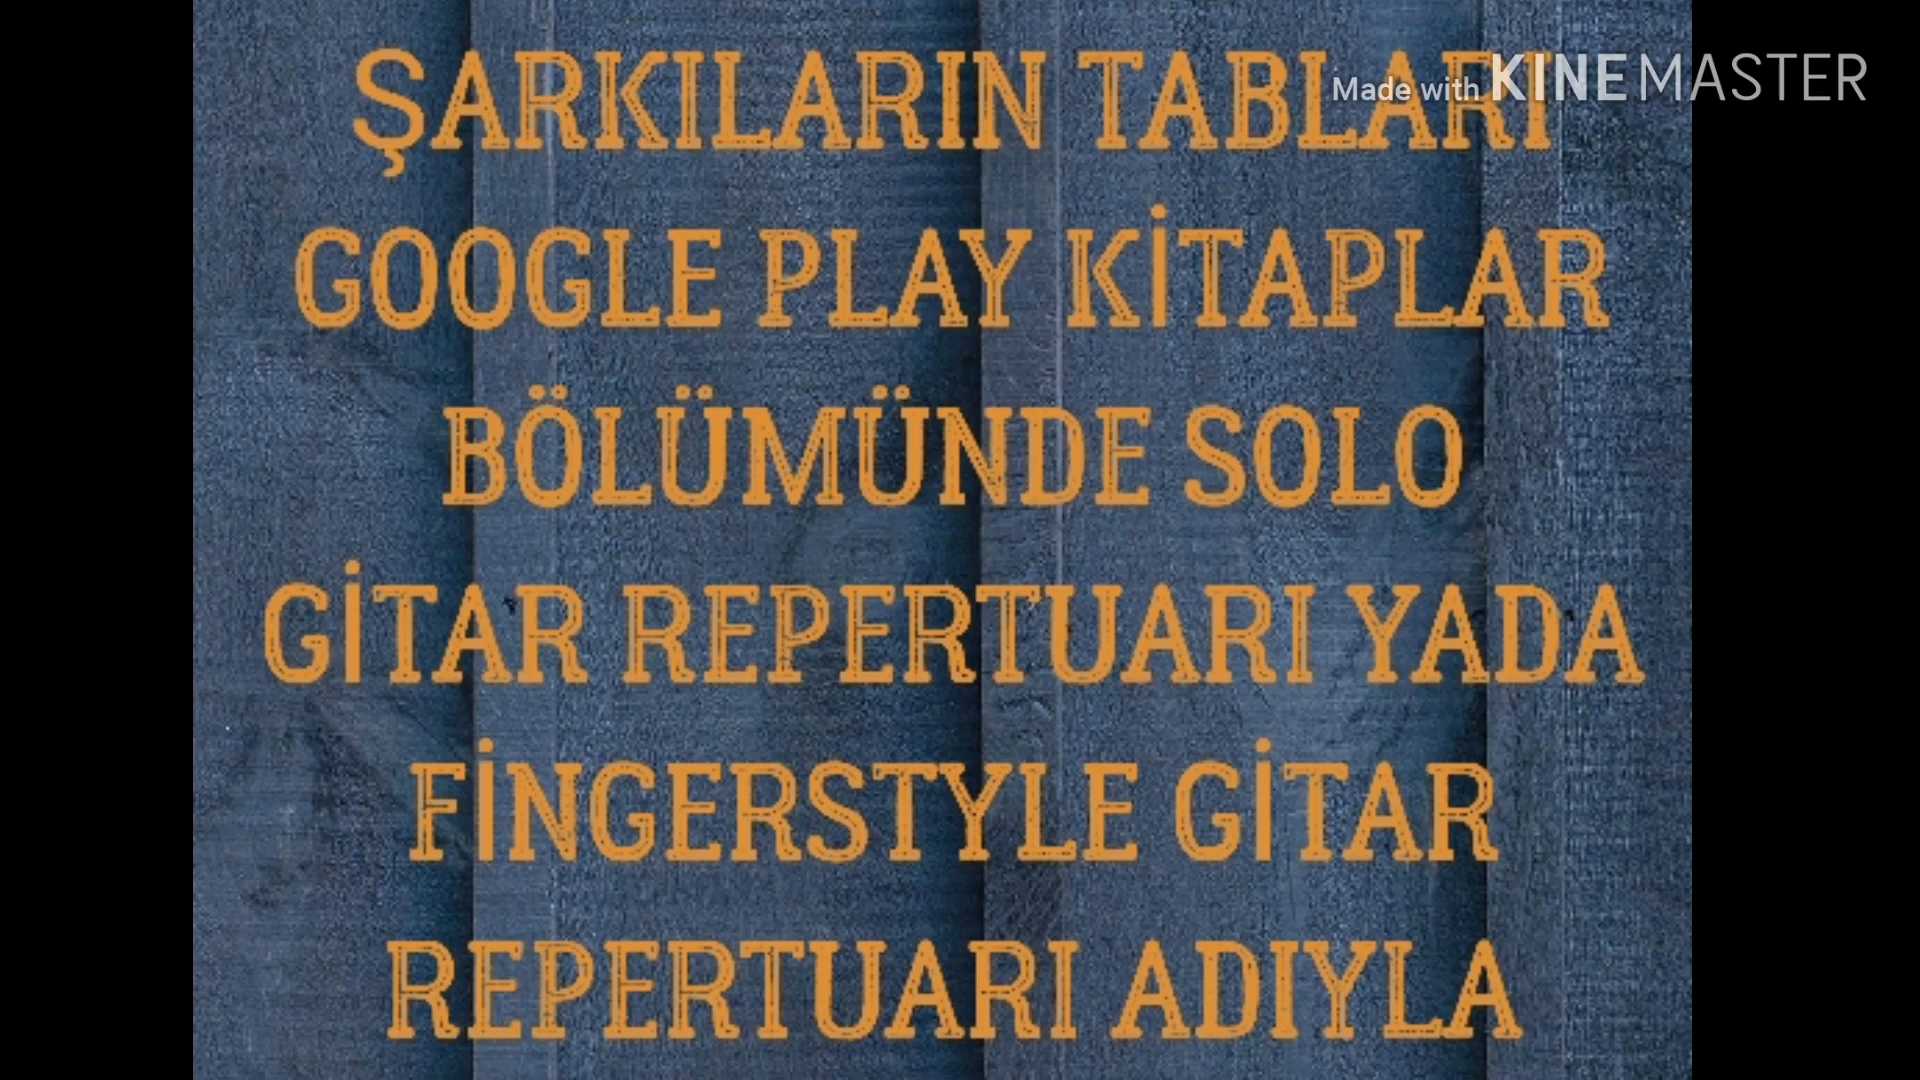 ŞARKILARIN TABLARI
Made with KINEMASTER
GOOGLE PLAY KİTAPLAR
BÖLÜMÜNDE SOLO
GİTAR REPERTUARI YADA
FİNGERSTYLE GİTAR
REPERTUARI ADIYLA